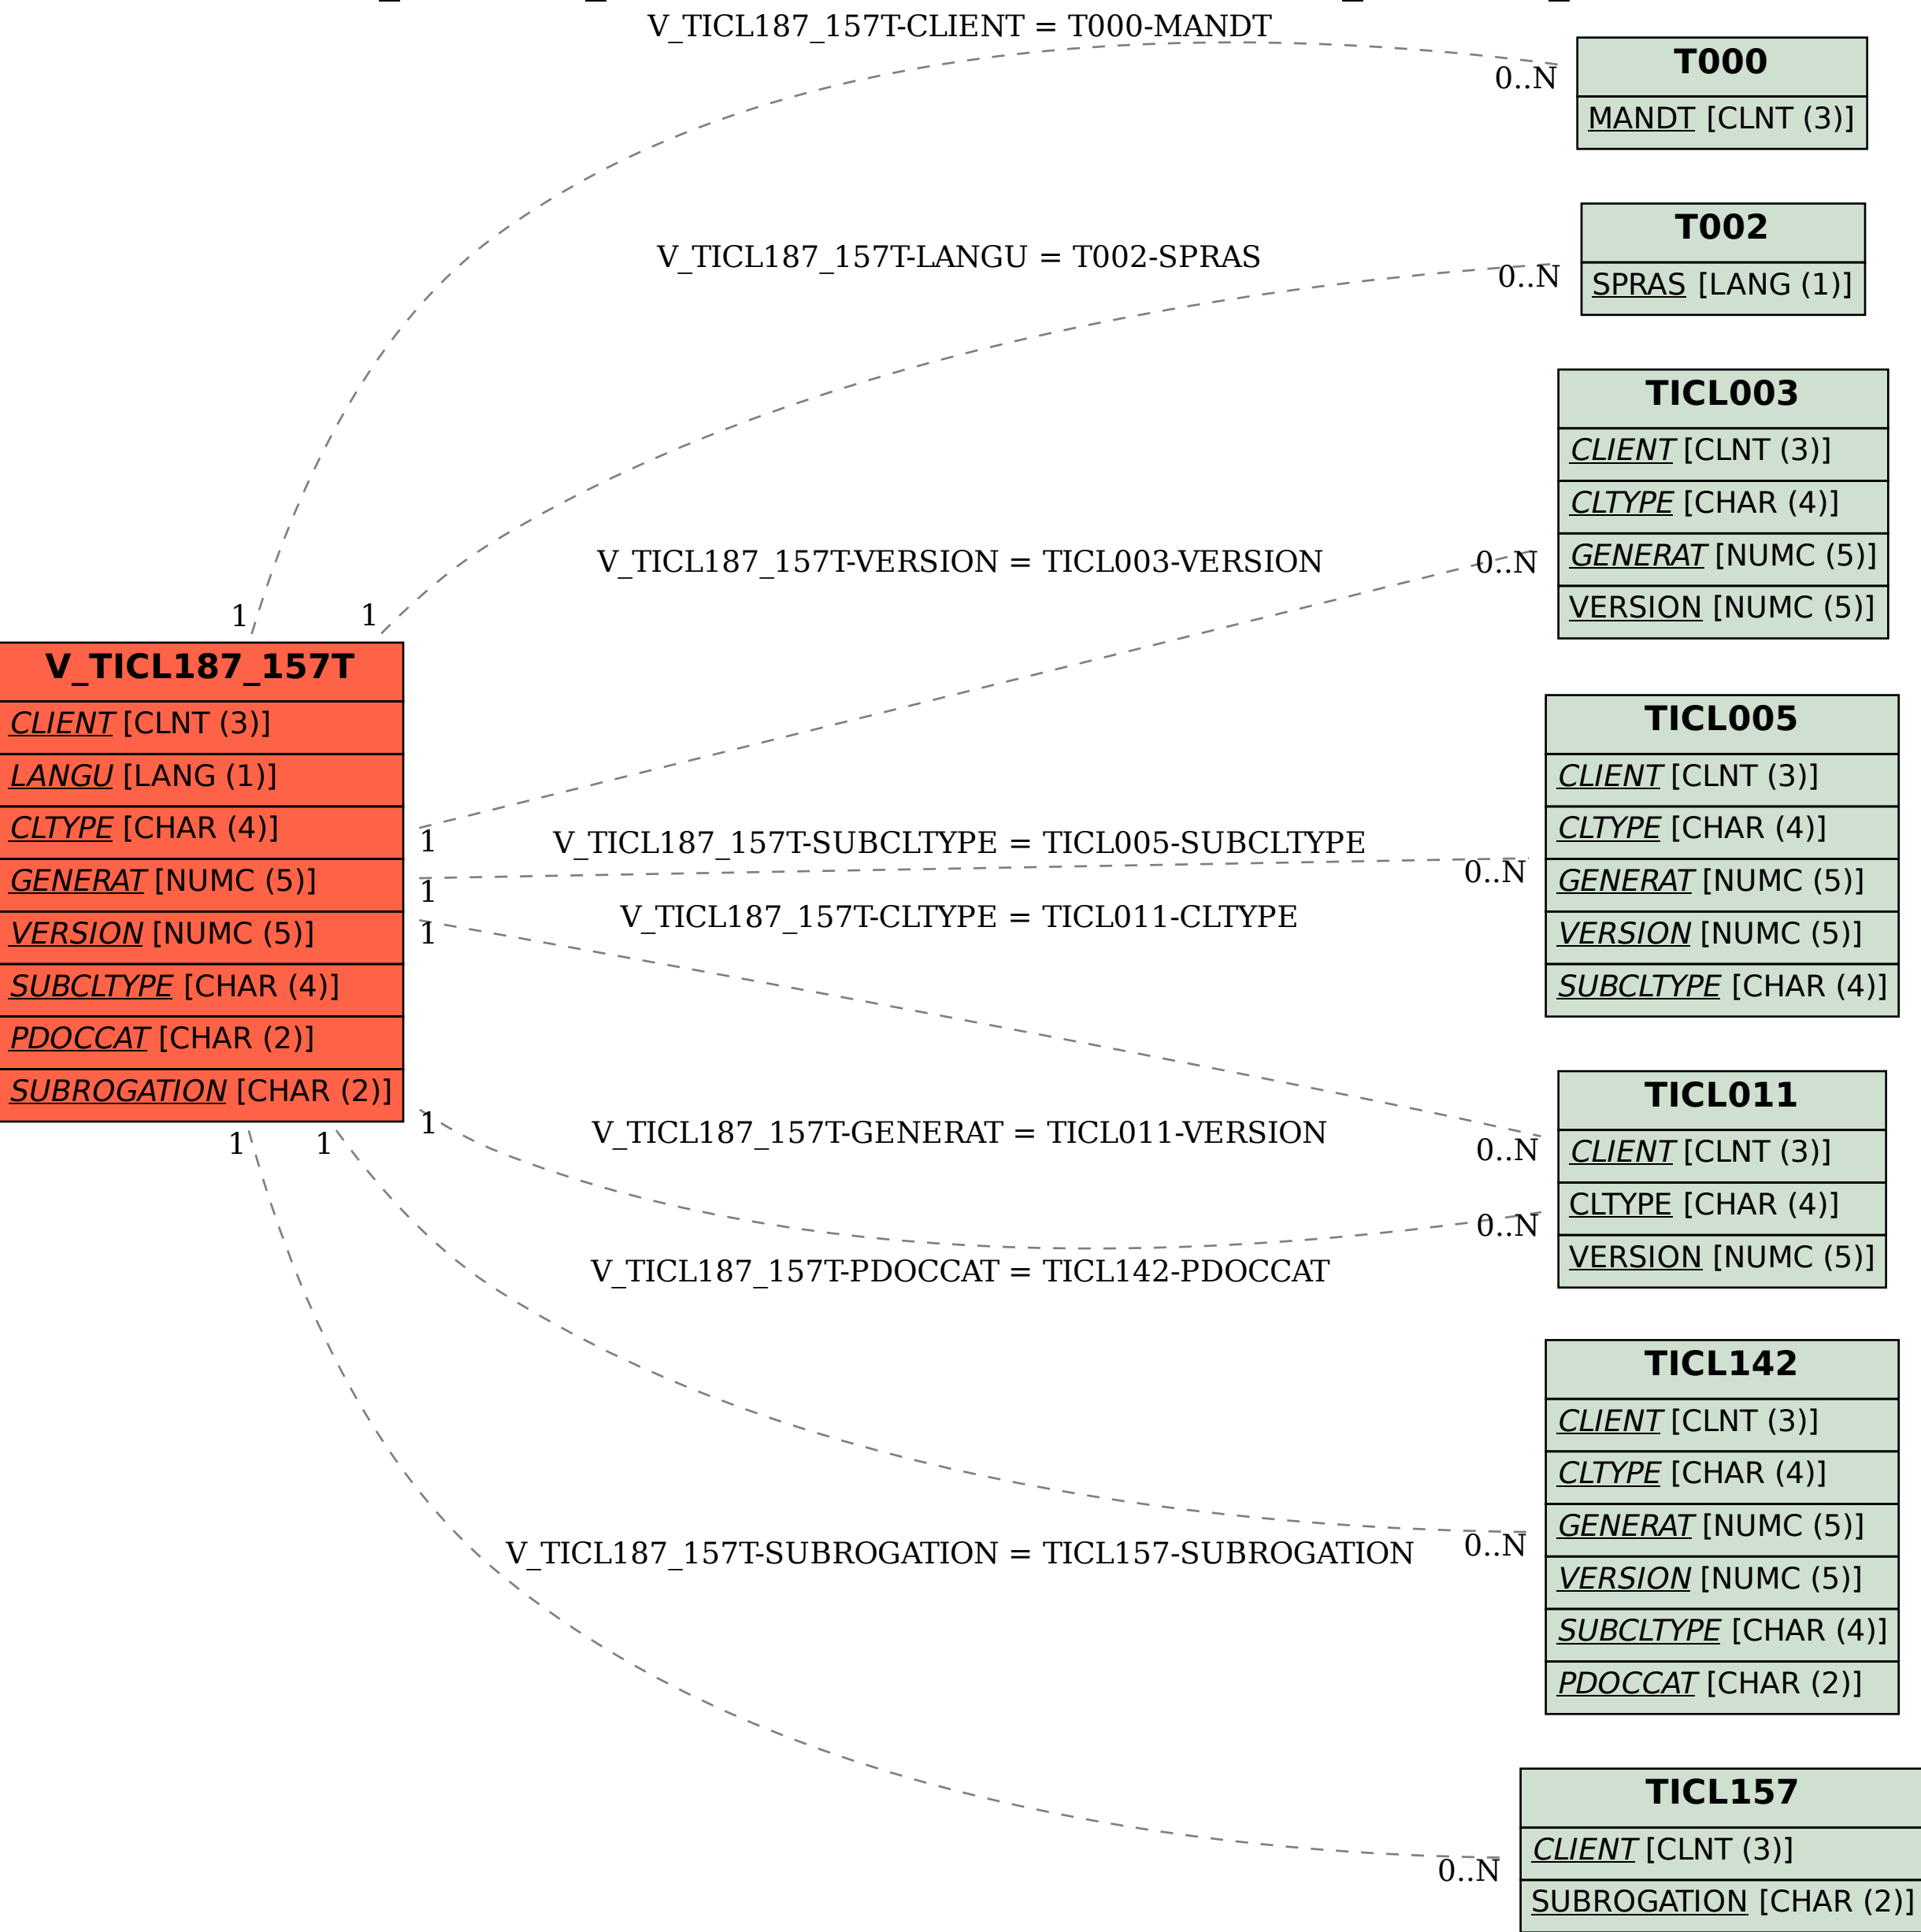 V_TICL187_157T-CLIENT = T000-MANDT
0..N
T000
MANDT [CLNT (3)]
V_TICL187_157T-LANGU = T002-SPRAS
0..N
T002
SPRAS [LANG (1)]
V_TICL187_157T-VERSION = TICL003-VERSION
0..N
TICL003
CLIENT [CLNT (3)]
CLTYPE [CHAR (4)]
GENERAT [NUMC (5)]
VERSION [NUMC (5)]
1
1
V_TICL187_157T
CLIENT [CLNT (3)]
LANGU [LANG (1)]
CLTYPE [CHAR (4)]
GENERAT [NUMC (5)]
VERSION [NUMC (5)]
SUBCLTYPE [CHAR (4)]
PDOCCAT [CHAR (2)]
SUBROGATION [CHAR (2)]
1
1
1
1
1
1
V_TICL187_157T-SUBCLTYPE = TICL005-SUBCLTYPE
0..N
TICL005
CLIENT [CLNT (3)]
CLTYPE [CHAR (4)]
GENERAT [NUMC (5)]
VERSION [NUMC (5)]
SUBCLTYPE [CHAR (4)]
V_TICL187_157T-CLTYPE = TICL011-CLTYPE
V_TICL187_157T-GENERAT = TICL011-VERSION
0..N
0..N
TICL011
CLIENT [CLNT (3)]
CLTYPE [CHAR (4)]
VERSION [NUMC (5)]
V_TICL187_157T-PDOCCAT = TICL142-PDOCCAT
0..N
TICL142
CLIENT [CLNT (3)]
CLTYPE [CHAR (4)]
GENERAT [NUMC (5)]
VERSION [NUMC (5)]
SUBCLTYPE [CHAR (4)]
PDOCCAT [CHAR (2)]
V_TICL187_157T-SUBROGATION = TICL157-SUBROGATION
0..N
TICL157
CLIENT [CLNT (3)]
SUBROGATION [CHAR (2)]